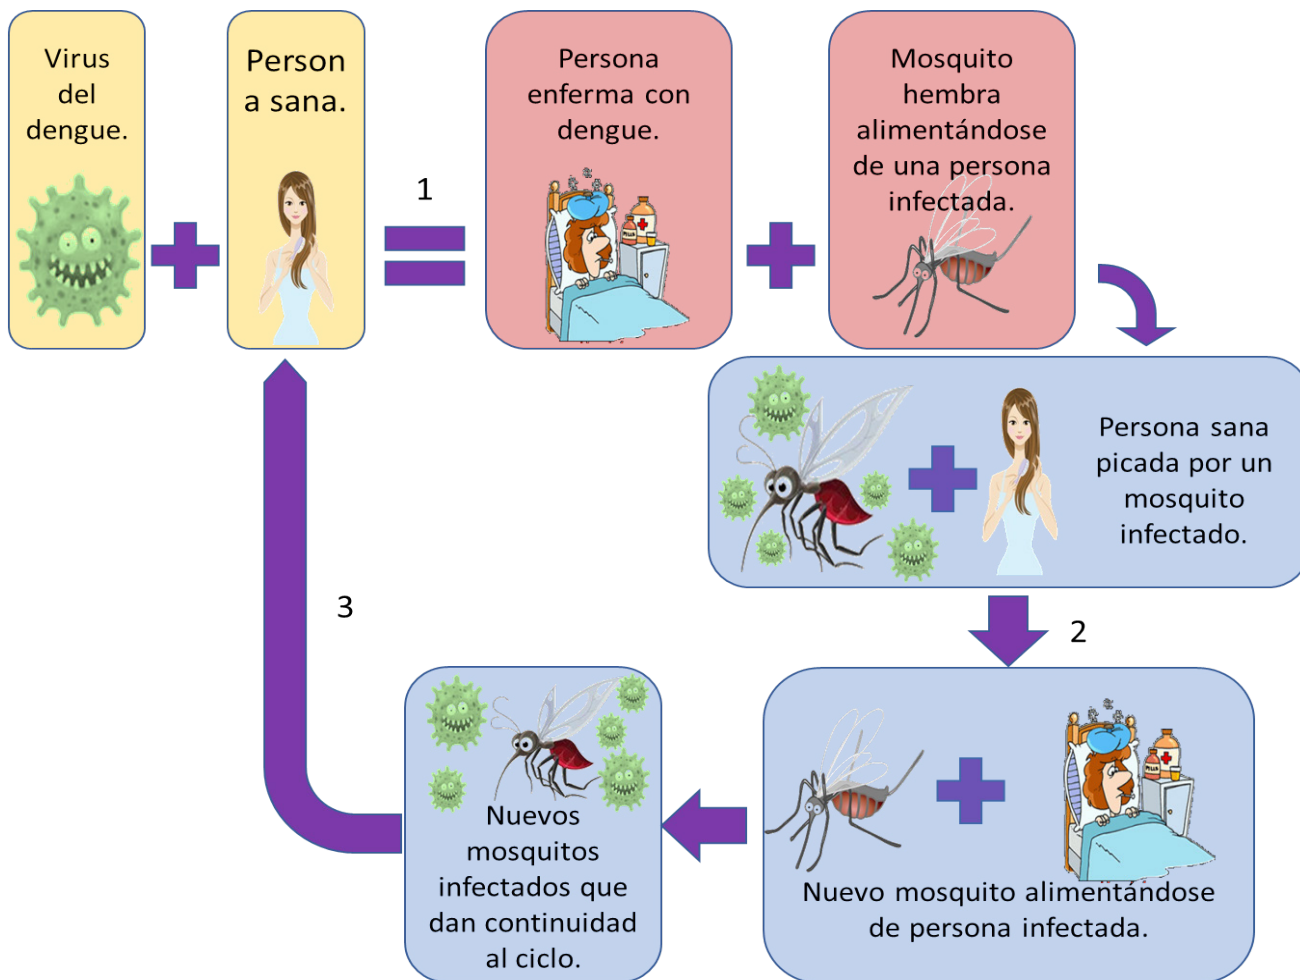 Virus
del
dengue.
Person
a sana.
1
Persona
enferma con
dengue.
Mosquito
hembra
alimentándose
de una persona
infectada.
Persona sana
picada por un
mosquito
infectado.
2
Nuevo mosquito alimentándose
de persona infectada.
Nuevos
mosquitos
infectados que
dan continuidad
al ciclo.
3